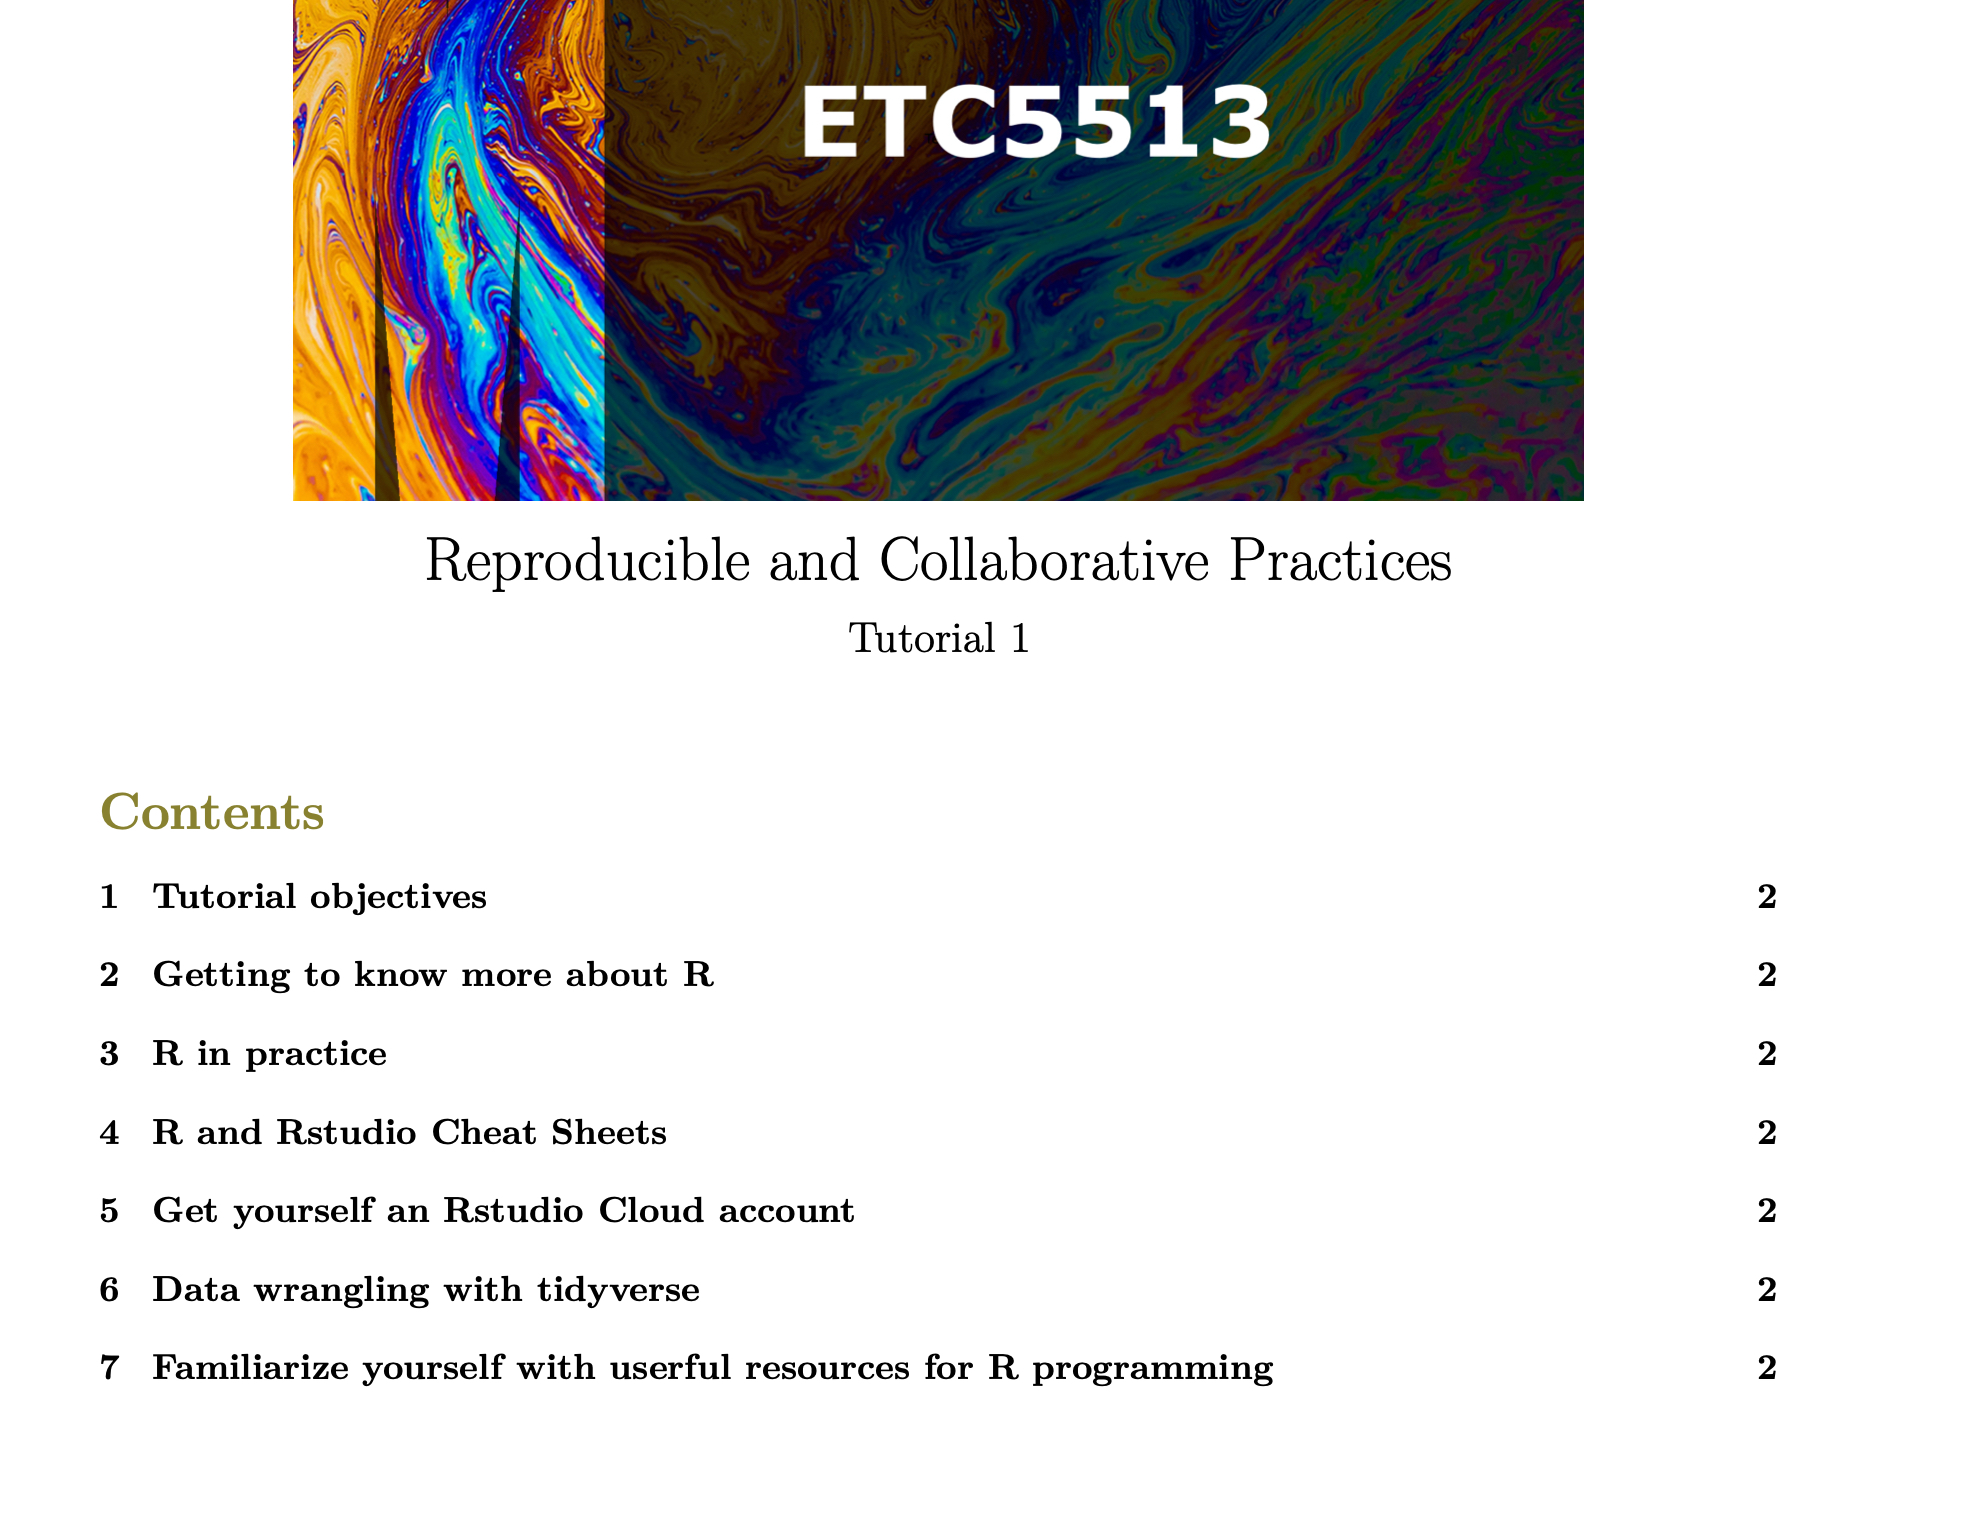 ETC5513
Reproducible and Collaborative Practices
Tutorial 1
Contents
1 Tutorial objectives 2
2 Getting to know more about R 2
3 R in practice 2
4 R and Rstudio Cheat Sheets 2
5 Get yourself an Rstudio Cloud account 2
6 Data wrangling with tidyverse 2
7 Familiarize yourself with userful resources for R programming 2